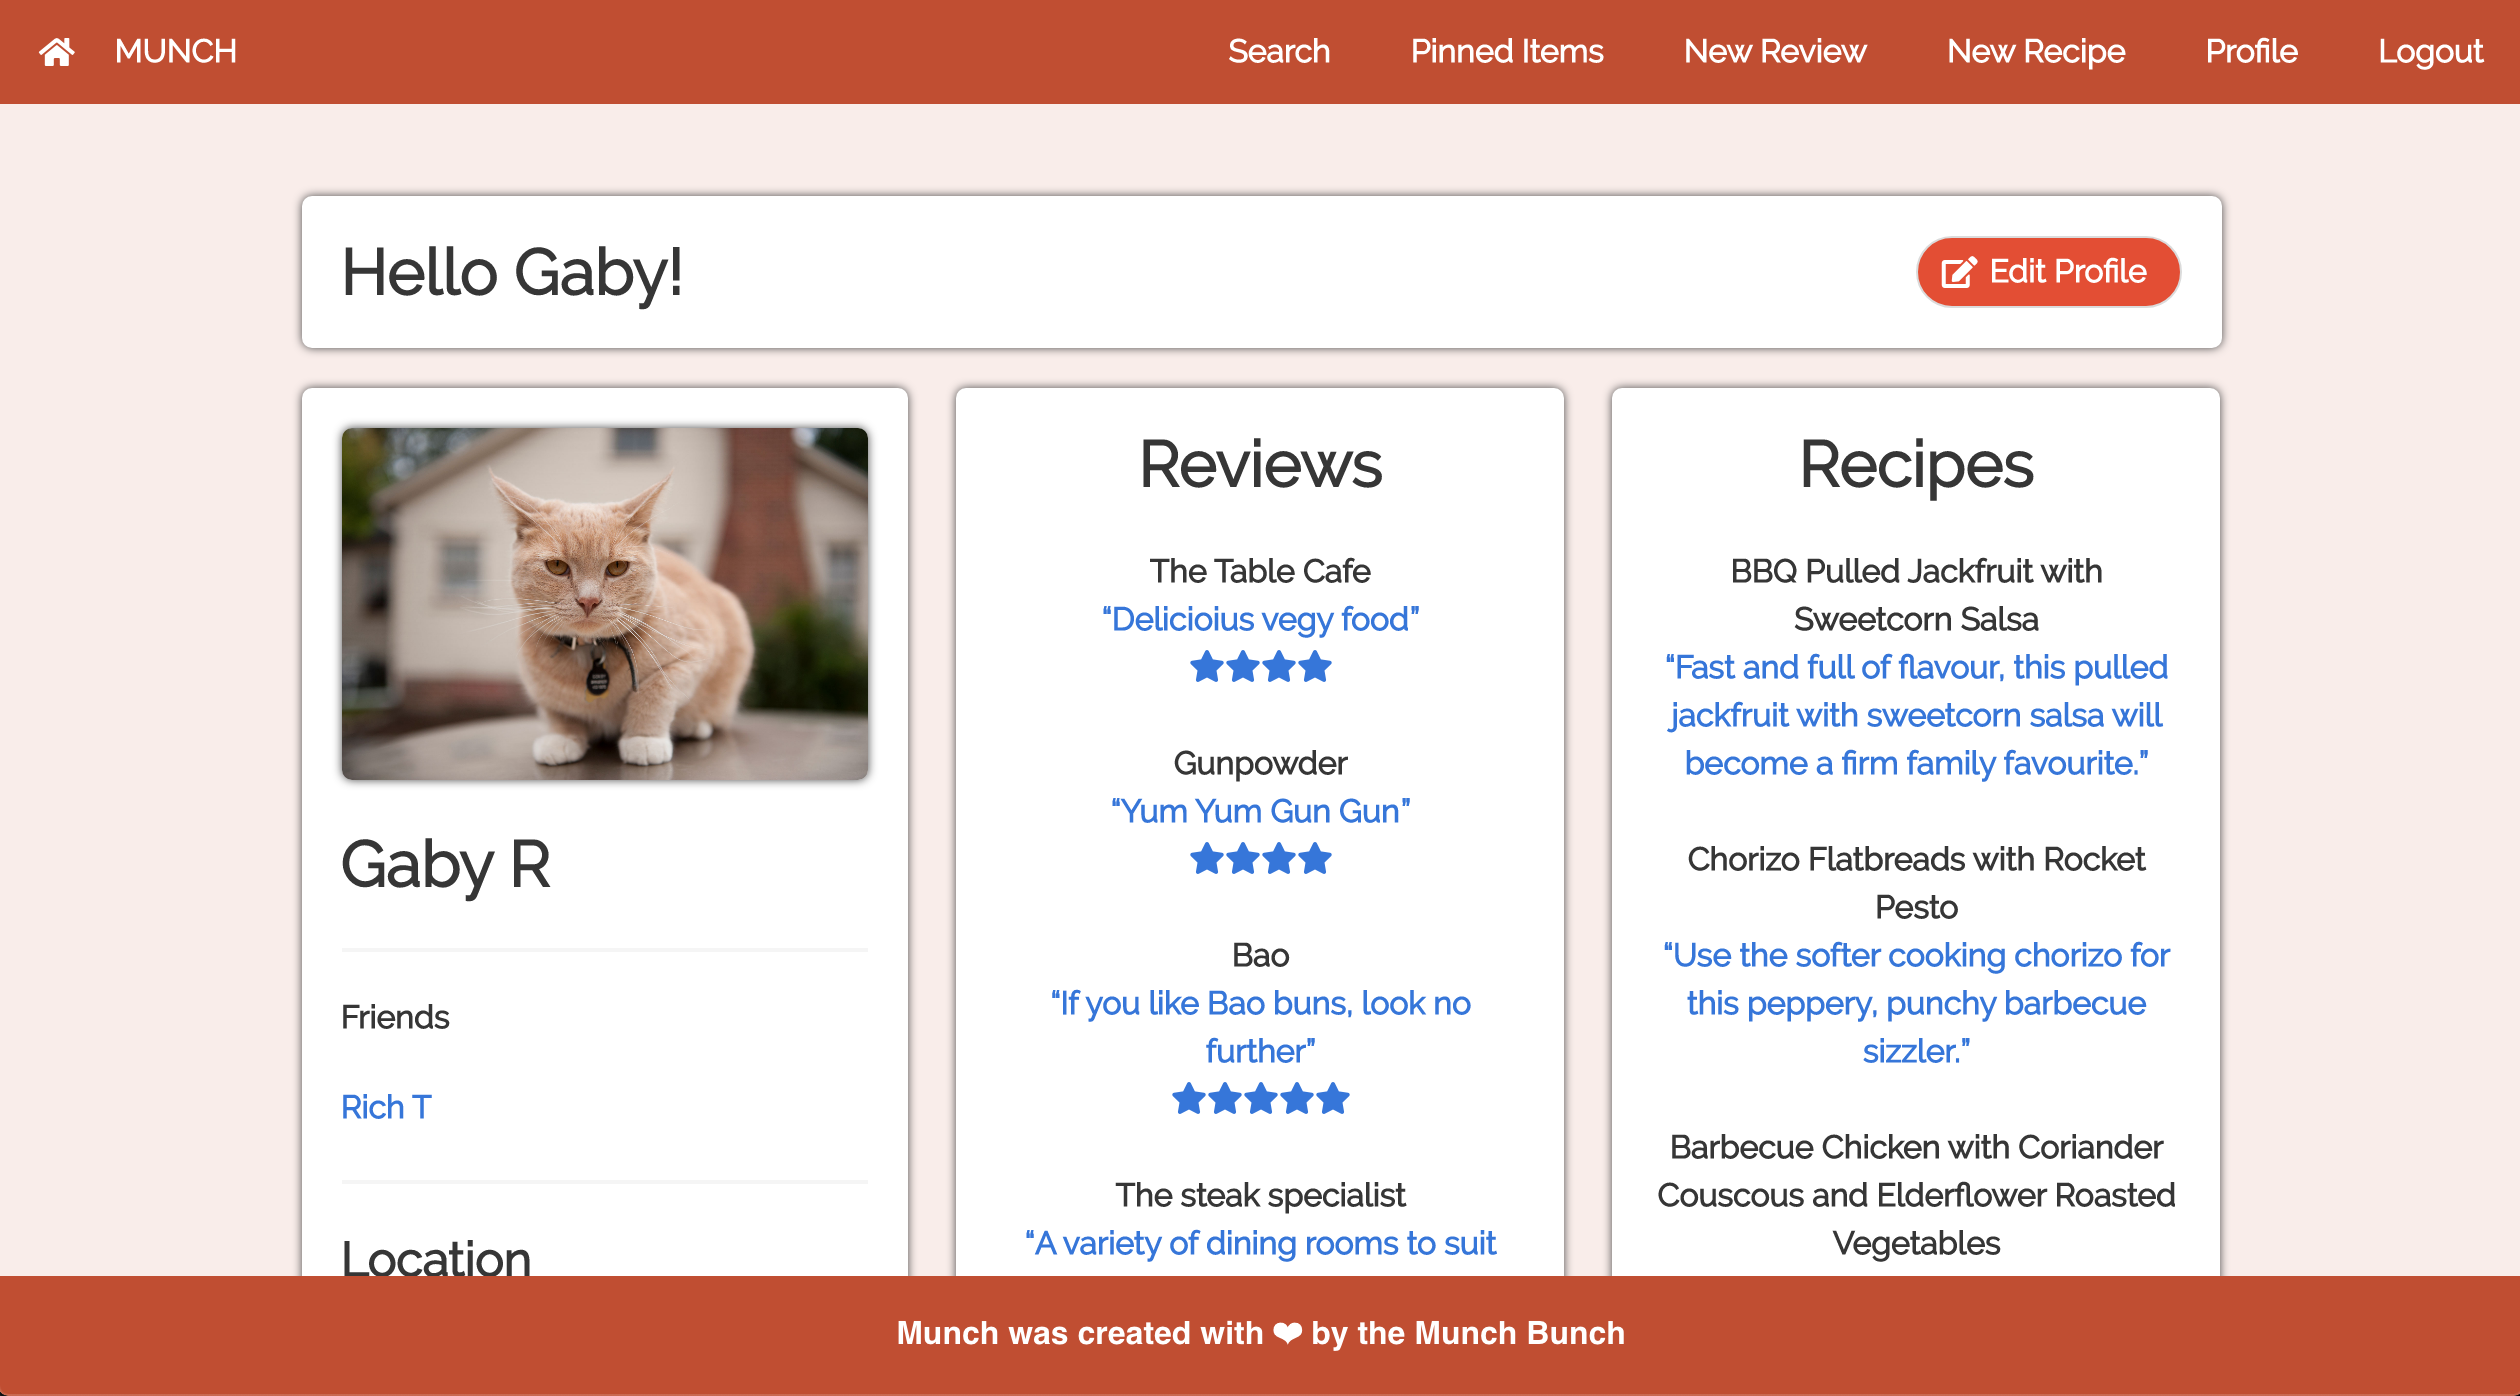 MUNCH
Search
Pinned Items
New Review
New Recipe
Profile
Logout
Hello Gaby!
Edit Profile
Gaby R
Friends
Rich T
Location
Reviews
The Table Cafe
“Delicioius vegy food”
Gunpowder
“Yum Yum Gun Gun”
Bao
“If you like Bao buns, look no
further”
The steak specialist
“A variety of dining rooms to suit
Recipes
BBQ Pulled Jackfruit with
Sweetcorn Salsa
“Fast and full of flavour, this pulled
jackfruit with sweetcorn salsa will
become a firm family favourite.”
Chorizo Flatbreads with Rocket
Pesto
“Use the softer cooking chorizo for
this peppery, punchy barbecue
sizzler.”
Barbecue Chicken with Coriander
Couscous and Elderflower Roasted
Vegetables
Munch was created with ❤ by the Munch Bunch